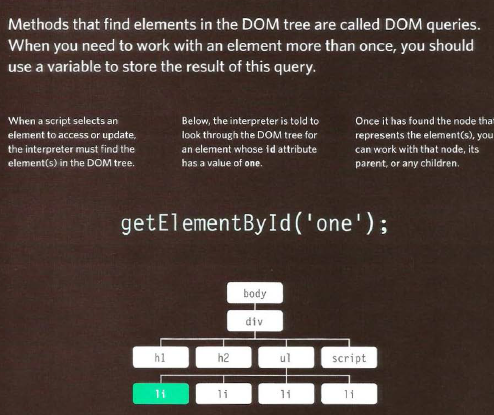 Methods that find elements in the DOM tree are called DOM queries.
When you need to work with an element more than once, you should
use a variable to store the result of this query.
When a script selects an
element to access or update,
the interpreter must find the
element(s) in the DOM tree.
Below, the interpreter is told to
look through the DOM tree for
an element whose id attribute
has a value of one.
Once it has found the node that
represents the element(s), you
can work with that node, its
parent, or any children.
getElementById('one');
body
div
h1 h2 ul script
li li li li